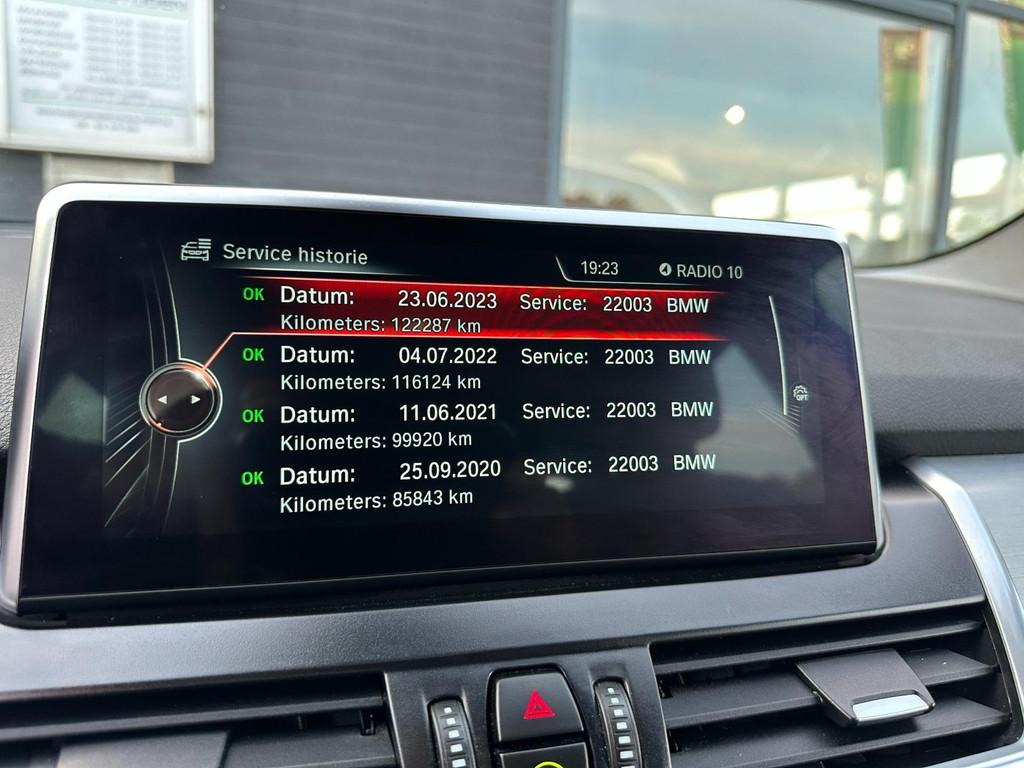 Service historie
19:23
RADIO 10
OK Datum: 23.06.2023 Service: 22003 BMW
Kilometers: 122287 km
OK Datum: 04.07.2022 Service: 22003 BMW
Kilometers: 116124 km
OK Datum: 11.06.2021 Service: 22003 BMW
Kilometers: 99920 km
OK Datum: 25.09.2020 Service: 22003 BMW
Kilometers: 85843 km
OPT